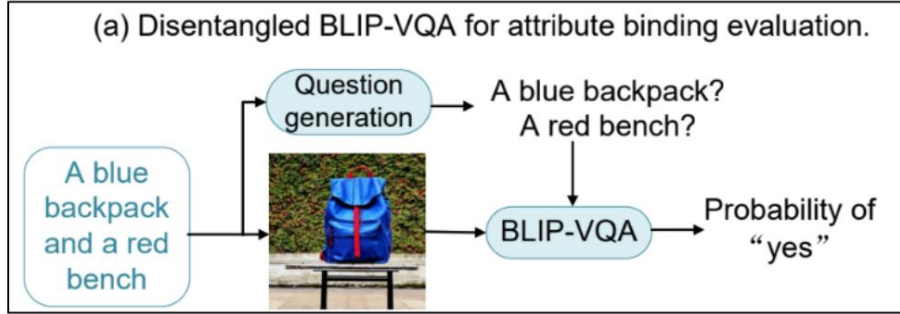 (a) Disentangled BLIP-VQA for attribute binding evaluation.
Question
generation
A blue backpack?
A red bench?
A blue
backpack
and a red
bench
BLIP-VQA
Probability of
“yes”